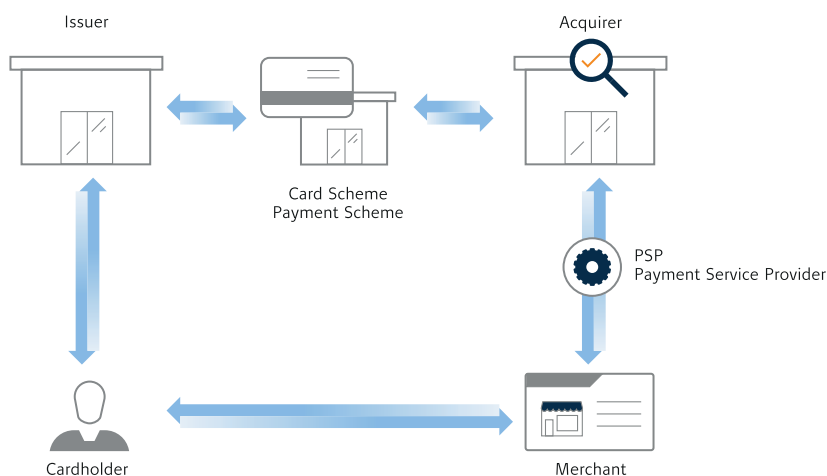 Issuer
Acquirer
Card Scheme
Payment Scheme
PSP
Payment Service Provider
Cardholder
Merchant